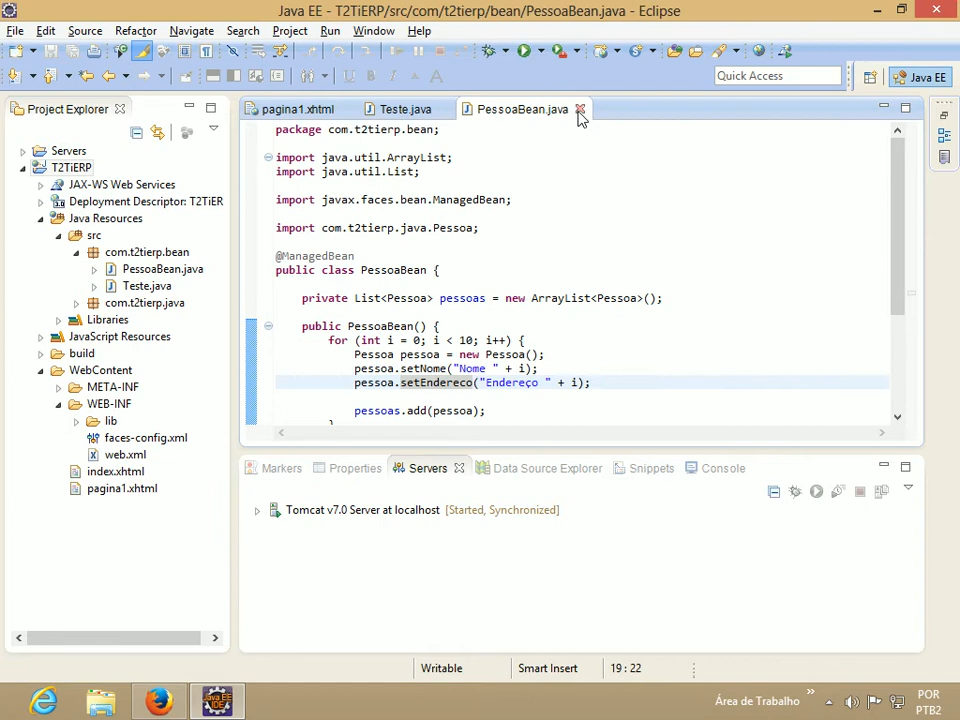 Java EE - T2TiERP/src/com/t2tierp/bean/PessoaBean.java - Eclipse
File Edit Source Refactor Navigate Search Project Run Window Help
Quick Access
Java EE
Project Explorer
Servers
T2TiERP
JAX-WS Web Services
Deployment Descriptor: T2TiER
Java Resources
src
com.t2tierp.bean
PessoaBean.java
Teste.java
com.t2tierp.java
Libraries
JavaScript Resources
build
WebContent
META-INF
WEB-INF
lib
faces-config.xml
web.xml
index.xhtml
pagina1.xhtml
pagina1.xhtml Teste.java PessoaBean.java
package com.t2tierp.bean;
import java.util.ArrayList;
import java.util.List;
import javax.faces.bean.ManagedBean;
import com.t2tierp.java.Pessoa;
@ManagedBean
public class PessoaBean {
private List<Pessoa> pessoas = new ArrayList<Pessoa>();
public PessoaBean() {
for (int i = 0; i < 10; i++) {
Pessoa pessoa = new Pessoa();
pessoa.setNome("Nome " + i);
pessoa.setEndereco("Endereço " + i);
pessoas.add(pessoa);
}
Markers Properties Servers Data Source Explorer Snippets Console
Tomcat v7.0 Server at localhost [Started, Synchronized]
Writable Smart Insert 19 : 22
Java EE
IDE
Área de Trabalho
POR
PTB2